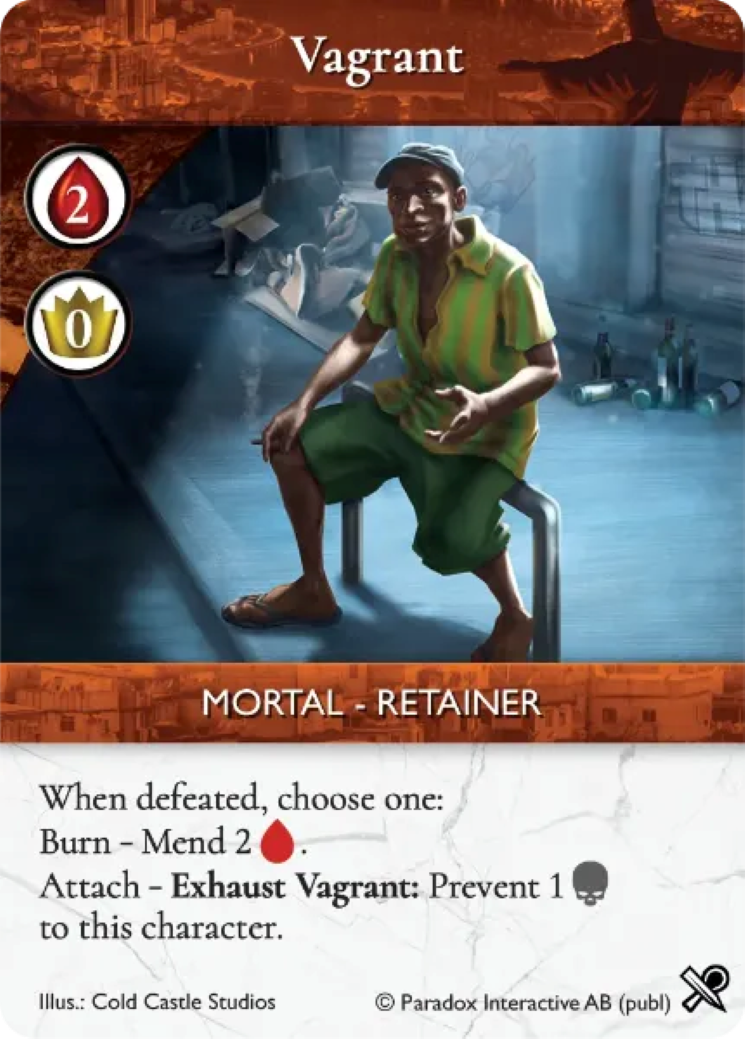 Vagrant
2
0
MORTAL - RETAINER
When defeated, choose one:
Burn - Mend 2 .
Attach - Exhaust Vagrant: Prevent 1
to this character.
Illus.: Cold Castle Studios
© Paradox Interactive AB (publ)